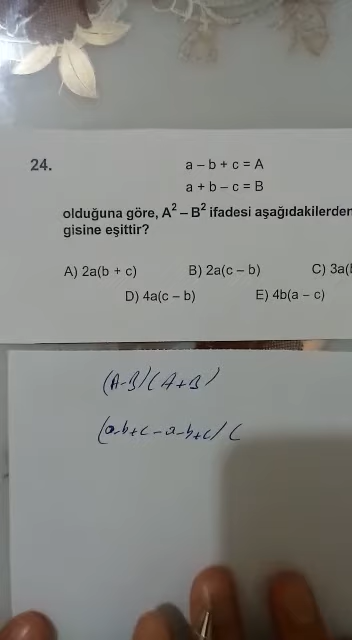 24.
a – b + c = A
a + b – c = B
olduğuna göre, A² – B² ifadesi aşağıdakilerden
gisine eşittir?
A) 2a(b + c) B) 2a(c – b) C) 3a(
D) 4a(c – b) E) 4b(a – c)
(A-B)(A+B)
(a-b+c-a-b+c)(